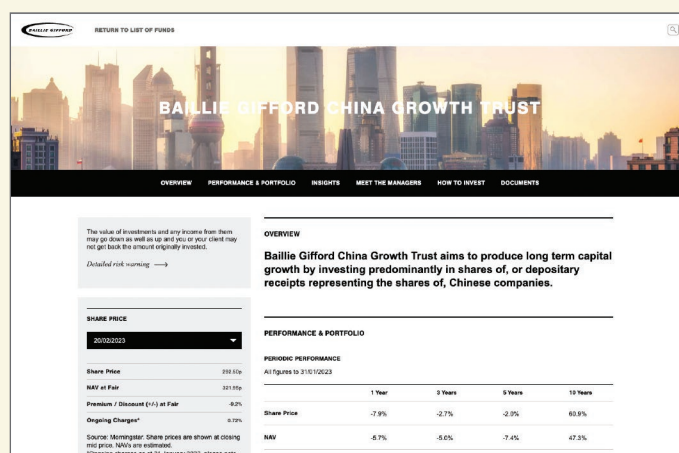 BAILLIE GIFFORD
RETURN TO LIST OF FUNDS
BAILLIE GIFFORD CHINA GROWTH TRUST
OVERVIEW PERFORMANCE & PORTFOLIO INSIGHTS MEET THE MANAGERS HOW TO INVEST DOCUMENTS
The value of investments and any income from them
may go down as well as up and you or your client may
not get back the amount originally invested.
Detailed risk warning
SHARE PRICE
20/02/2023
Share Price 292.50p
NAV at Fair
Premium / Discount (+/-) at Fair -9.2%
Ongoing Charges* 0.72%
Source: Morningster. Share prices are shown at closing
mid price. NAVs are estimated.
OVERVIEW
Baillie Gifford China Growth Trust aims to produce long term capital
growth by investing predominantly in shares of, or depositary
receipts representing the shares of, Chinese companies.
PERFORMANCE & PORTFOLIO
PERIODIC PERFORMANCE
All figures to 31/01/2023
1 Year 3 Years 5 Years 10 Years
Share Price -7.9% -2.7% -2.0% 60.9%
NAV -5.7% -5.0% -7.4% 47.3%